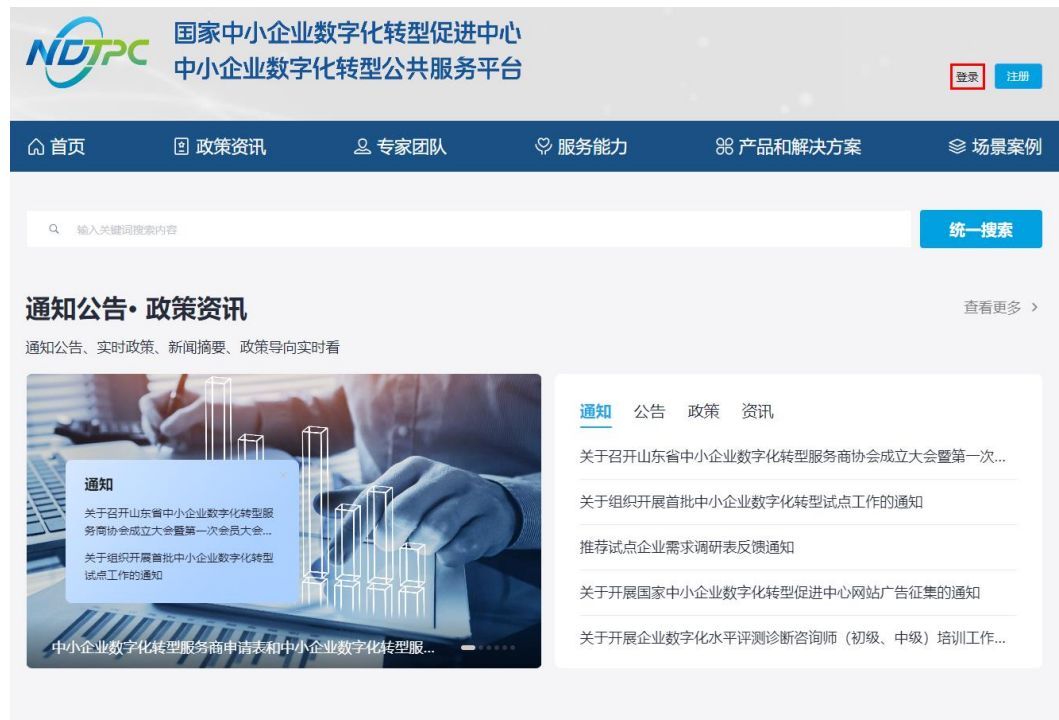 NDTPC
国家中小企业数字化转型促进中心
中小企业数字化转型公共服务平台
登录
注册
首页
政策资讯
专家团队
服务能力
产品和解决方案
场景案例
输入关键词搜索内容
统一搜索
通知公告• 政策资讯
查看更多 >
通知公告、实时政策、新闻摘要、政策导向实时看
通知
关于召开山东省中小企业数字化转型服
务商协会成立大会暨第一次会员大会...
关于组织开展首批中小企业数字化转型
试点工作的通知
中小企业数字化转型服务商申请表和中小企业数字化转型服...
通知 公告 政策 资讯
关于召开山东省中小企业数字化转型服务商协会成立大会暨第一次...
关于组织开展首批中小企业数字化转型试点工作的通知
推荐试点企业需求调研表反馈通知
关于开展国家中小企业数字化转型促进中心网站广告征集的通知
关于开展企业数字化水平评测诊断咨询师（初级、中级）培训工作...